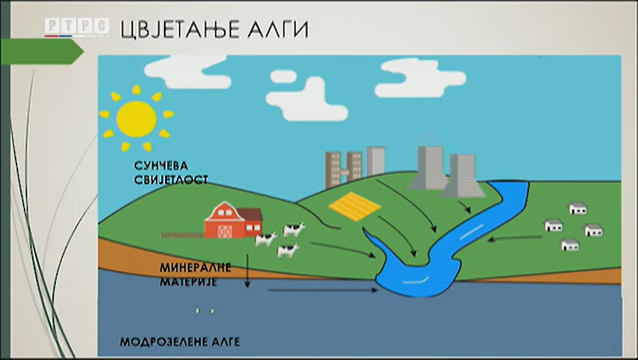 РТРС
ЦВЈЕТАЊЕ АЛГИ
СУНЧЕВА
СВИЈЕТЛОСТ
МИНЕРАЛНЕ
МАТЕРИЈЕ
МОДРОЗЕЛЕНЕ АЛГЕ